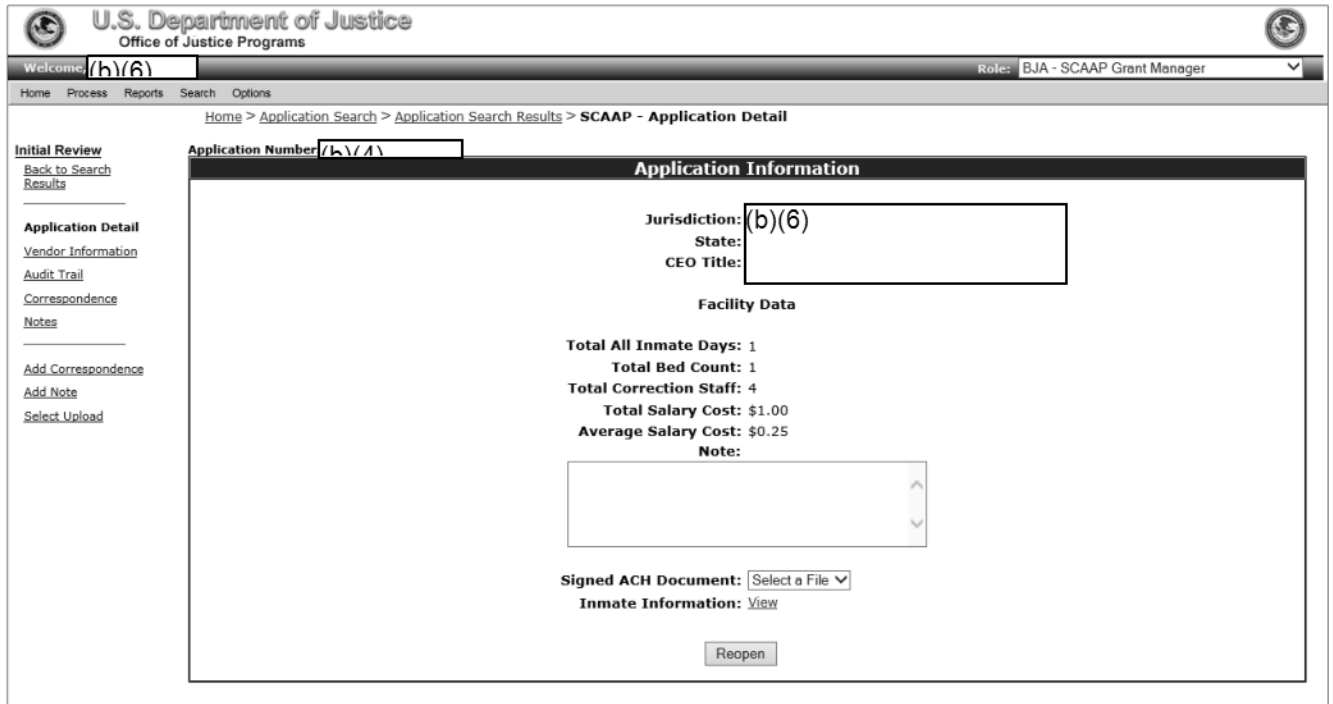 U.S. Department of Justice
Office of Justice Programs
Welcome, (b)(6) Role: BJA - SCAAP Grant Manager
Home Process Reports Search Options
Home > Application Search > Application Search Results > SCAAP - Application Detail
Initial Review
Back to Search
Results
Application Detail
Vendor Information
Audit Trail
Correspondence
Notes
Add Correspondence
Add Note
Select Upload
Application Number (b)(4)
Application Information
Jurisdiction: (b)(6)
State:
CEO Title:
Facility Data
Total All Inmate Days: 1
Total Bed Count: 1
Total Correction Staff: 4
Total Salary Cost: $1.00
Average Salary Cost: $0.25
Note:
Signed ACH Document: Select a File
Inmate Information: View
Reopen